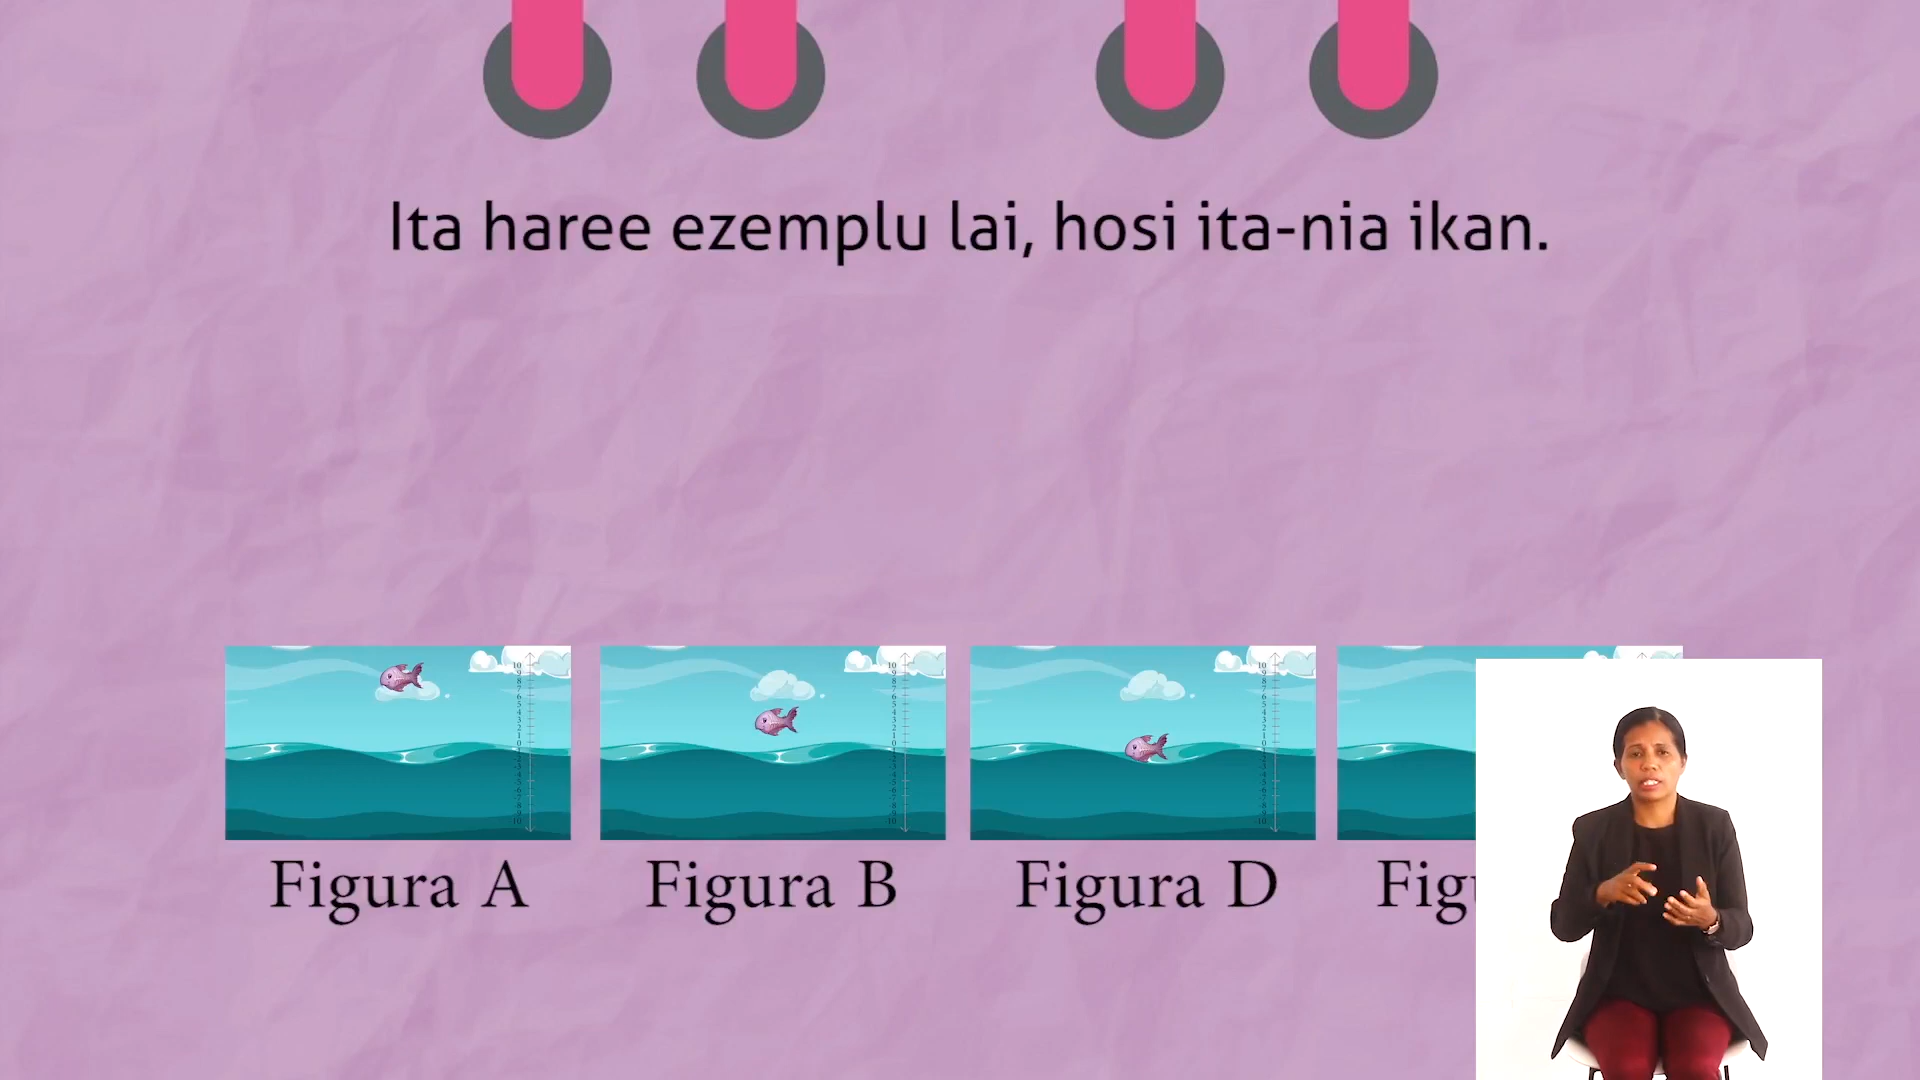 Ita haree ezemplu lai, hosi ita-nia ikan.
Figura A
Figura B
Figura D